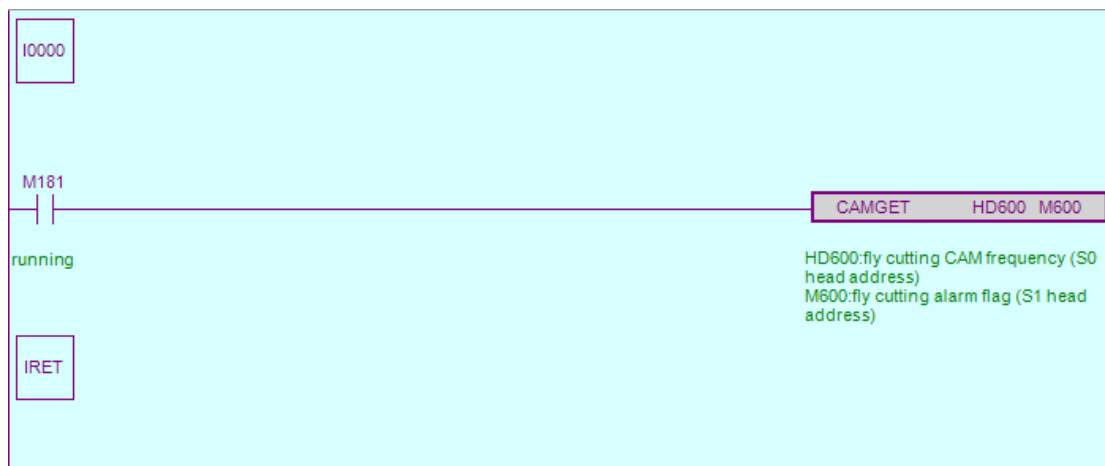 I0000
M181
CAMGET HD600 M600
running
HD600:fly cutting CAM frequency (S0
head address)
M600:fly cutting alarm flag (S1 head
address)
IRET